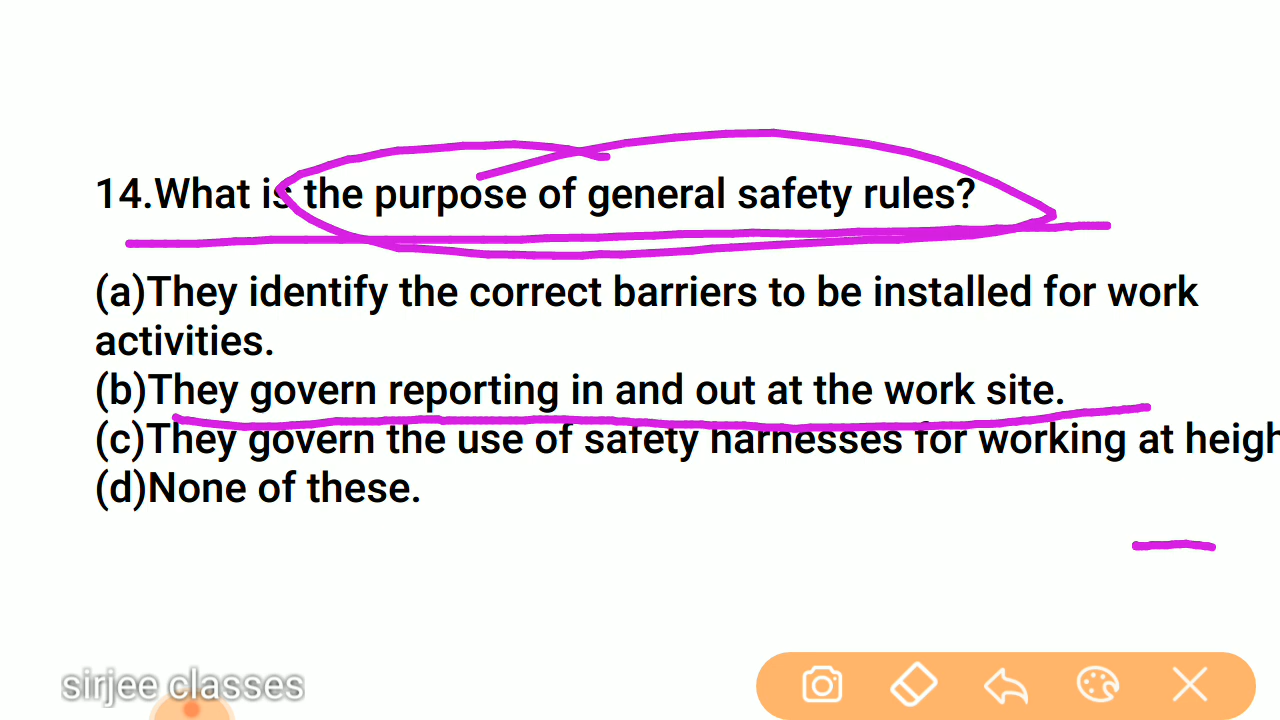 14.What is the purpose of general safety rules?
(a)They identify the correct barriers to be installed for work
activities.
(b)They govern reporting in and out at the work site.
(c)They govern the use of safety harnesses for working at heigh
(d)None of these.
sirjee classes